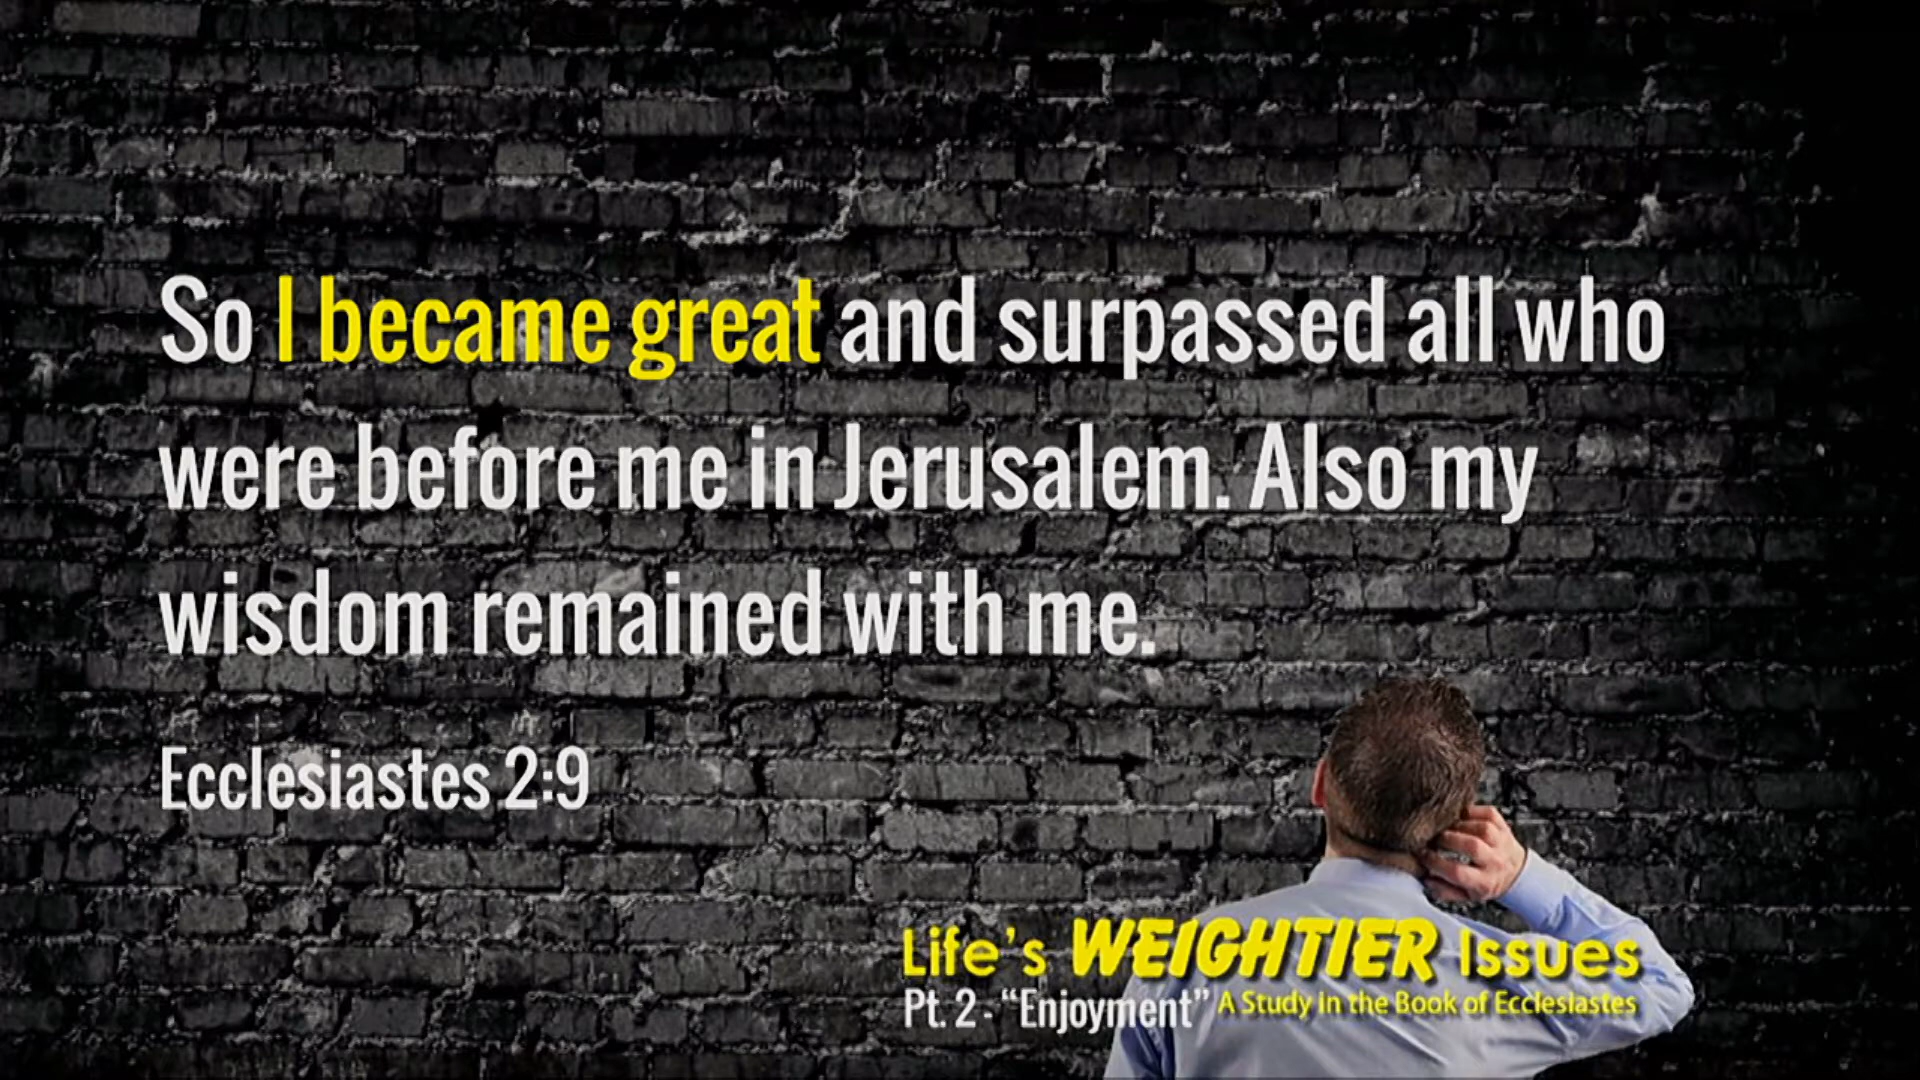 So I became great and surpassed all who
were before me in Jerusalem. Also my
wisdom remained with me.
Ecclesiastes 2:9
Life's WEIGHTIER Issues
Pt. 2 - “Enjoyment” A Study in the Book of Ecclesiastes